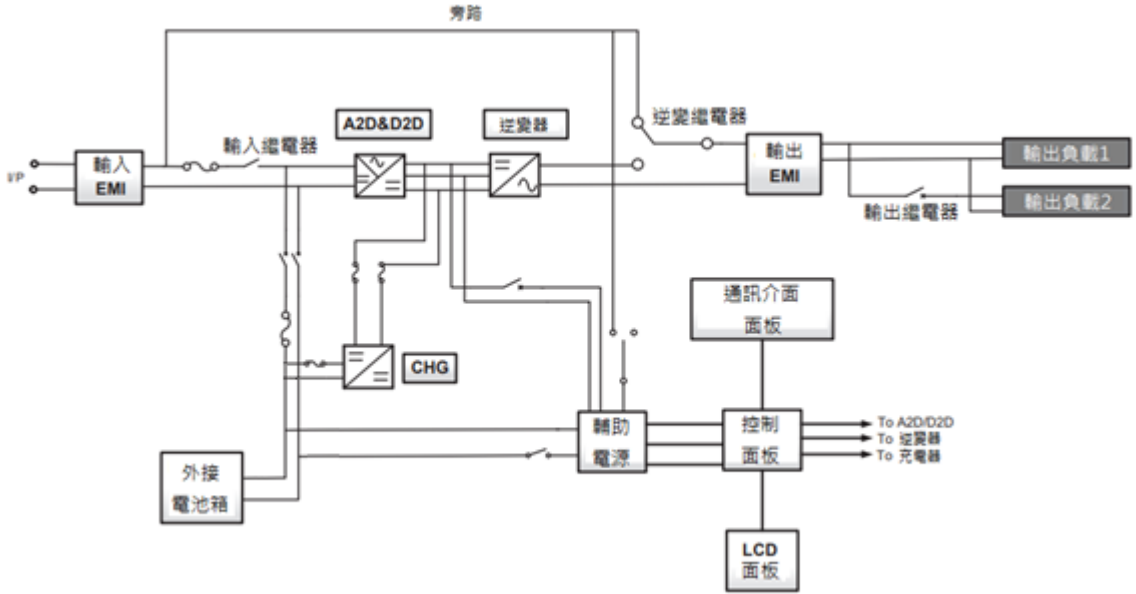 旁路
A2D&D2D
逆變器
逆變繼電器
輸入繼電器
I/P
輸入
EMI
輸出
EMI
輸出負載1
輸出負載2
輸出繼電器
通訊介面
面板
CHG
輔助
電源
控制
面板
To A2D/D2D
To 逆變器
To 充電器
外接
電池箱
LCD
面板